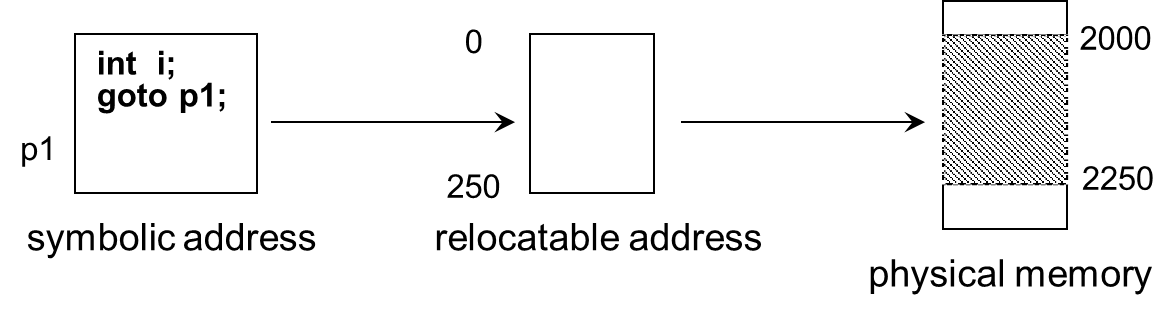 int i;
goto p1;
p1
symbolic address
0
250
relocatable address
2000
2250
physical memory